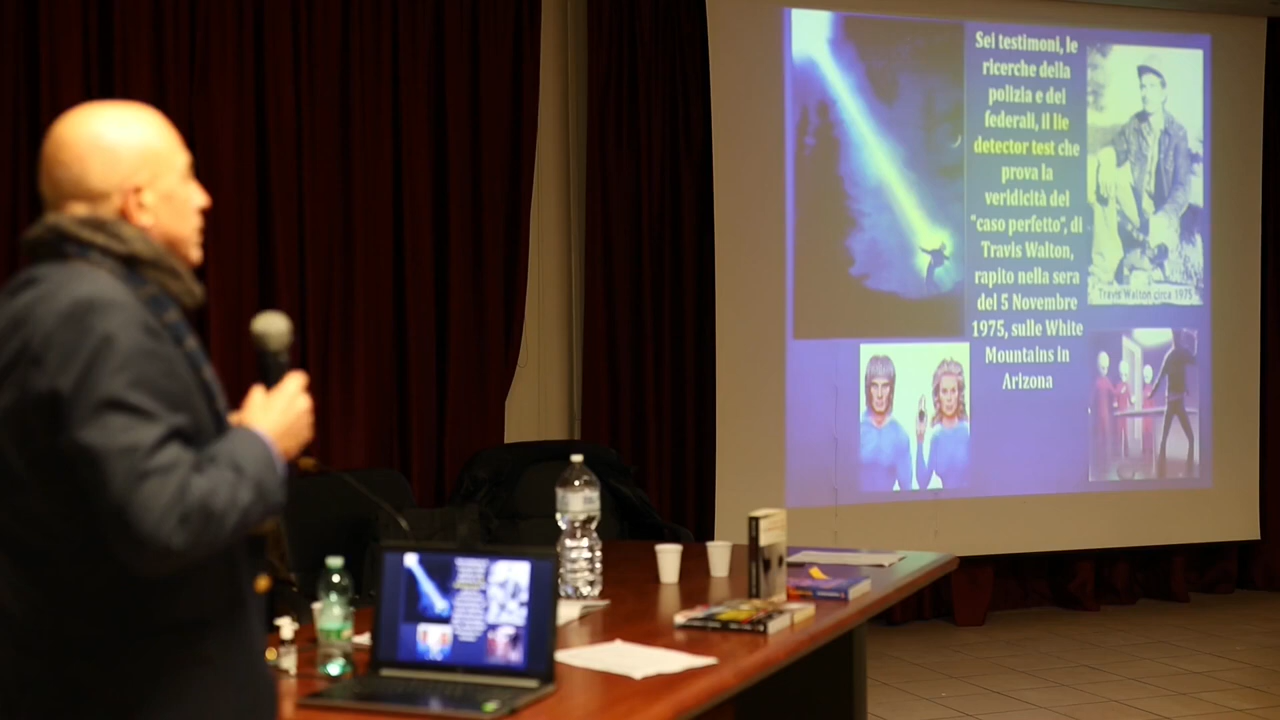 Sei testimoni, le
ricerche della
polizia e dei
federali, il lie
detector test che
prova la
veridicità del
"caso perfetto", di
Travis Walton,
rapito nella sera
del 5 Novembre
1975, sulle White
Mountains in
Arizona
Travis Walton circa 1975